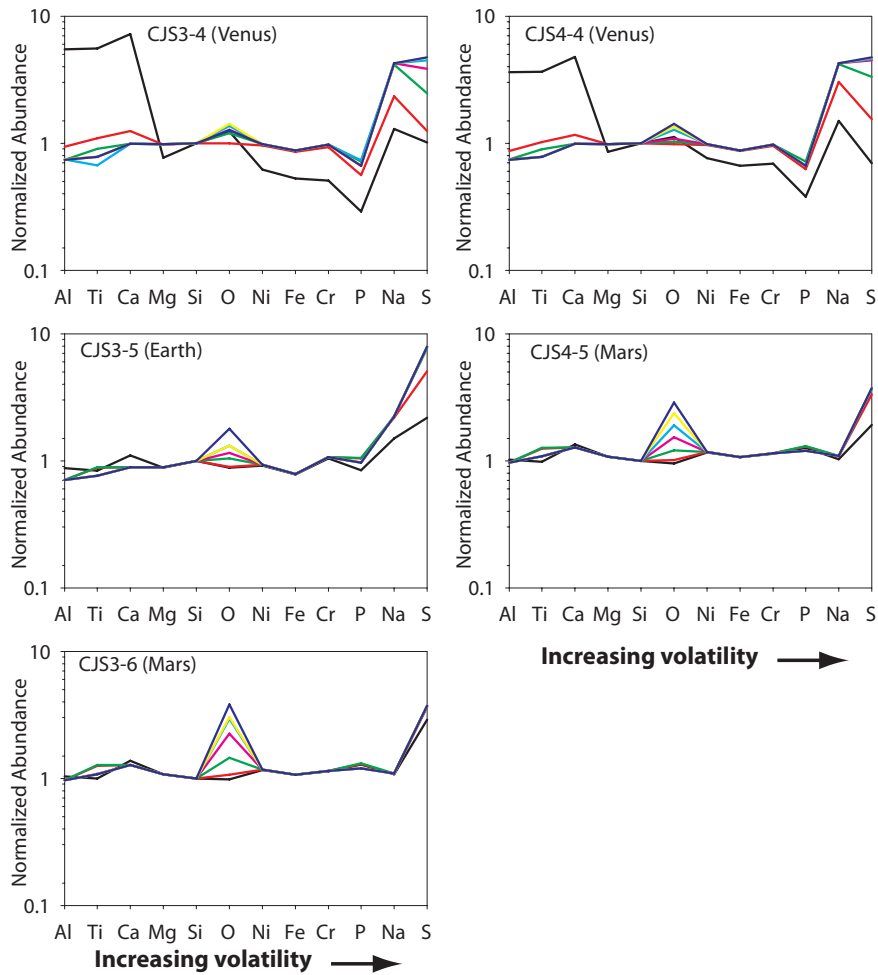 CJS3-4 (Venus)
Normalized Abundance
10
1
0.1
Al Ti Ca Mg Si O Ni Fe Cr P Na S
CJS4-4 (Venus)
Normalized Abundance
10
1
0.1
Al Ti Ca Mg Si O Ni Fe Cr P Na S
CJS3-5 (Earth)
Normalized Abundance
10
1
0.1
Al Ti Ca Mg Si O Ni Fe Cr P Na S
CJS4-5 (Mars)
Normalized Abundance
10
1
0.1
Al Ti Ca Mg Si O Ni Fe Cr P Na S
Increasing volatility
CJS3-6 (Mars)
Normalized Abundance
10
1
0.1
Al Ti Ca Mg Si O Ni Fe Cr P Na S
Increasing volatility